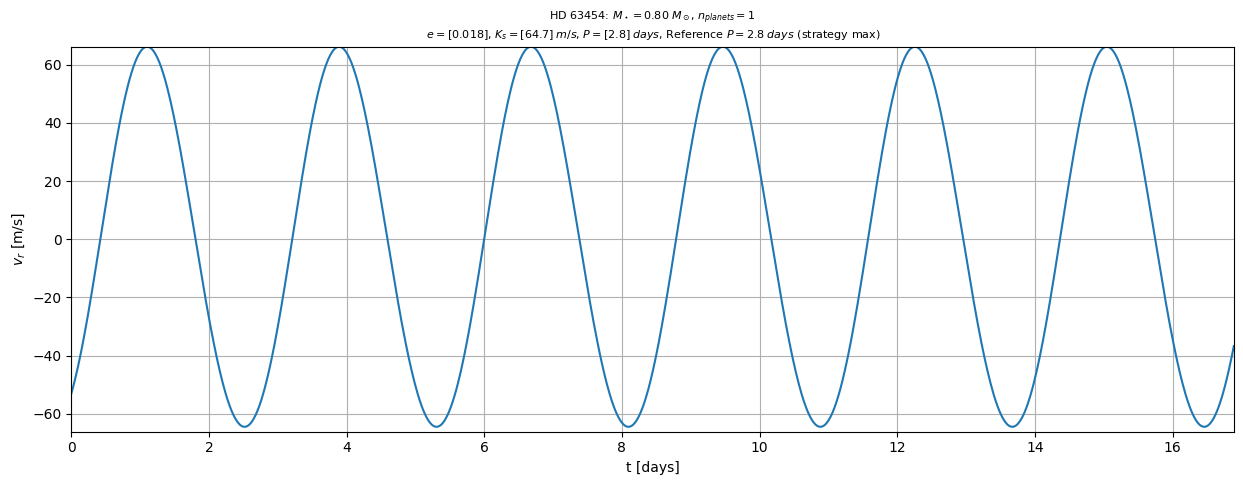 HD 63454: M⋆ = 0.80 M⊙, nplanets = 1
e = [0.018], Ks = [64.7] m/s, P = [2.8] days, Reference P = 2.8 days (strategy max)
60
40
20
0
−20
−40
−60
vr [m/s]
0 2 4 6 8 10 12 14 16
t [days]